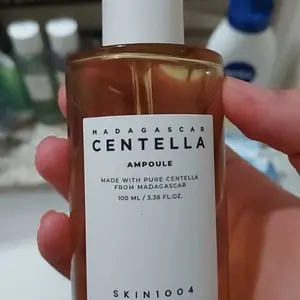 MADAGASCAR
CENTELLA
AMPOULE
MADE WITH PURE CENTELLA
FROM MADAGASCAR
100 ML / 3.38 FL.OZ.
SKIN1004